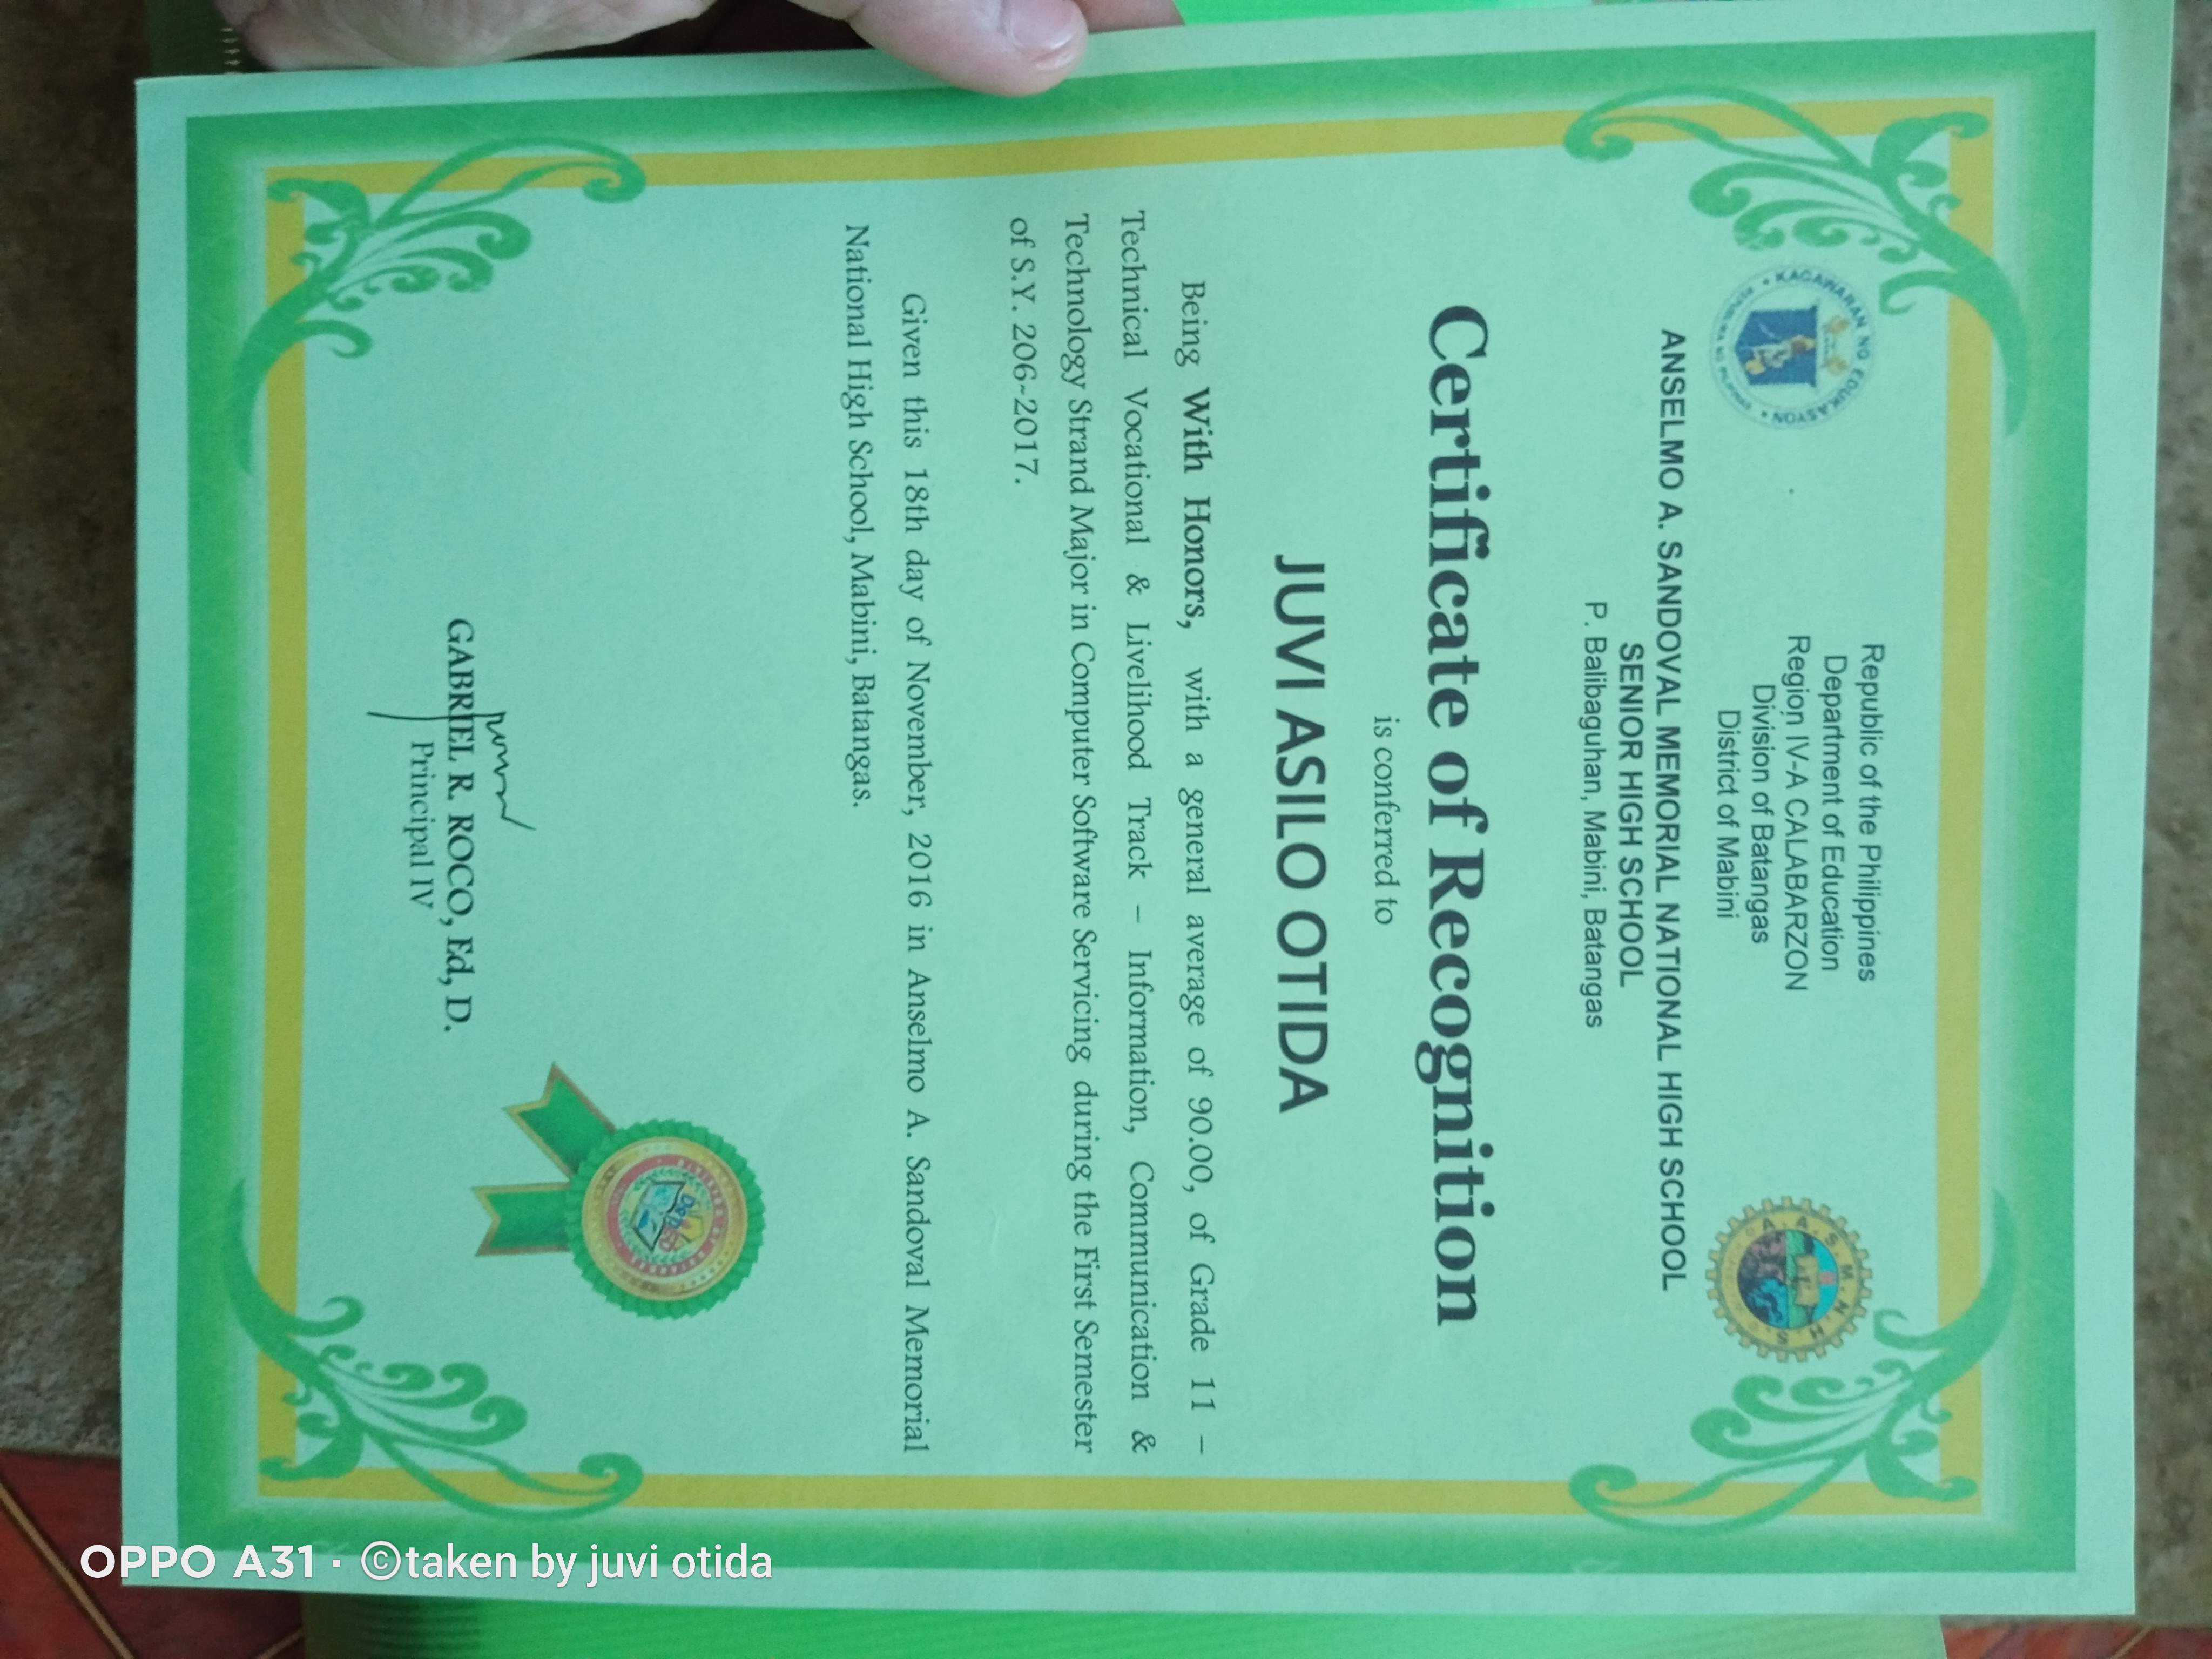 KAGAWARAN NG EDUKASYON
REPUBLIKA NG PILIPINAS
A.A.S.M.N.H.S.
Republic of the Philippines
Department of Education
Region IV-A CALABARZON
Division of Batangas
District of Mabini
ANSELMO A. SANDOVAL MEMORIAL NATIONAL HIGH SCHOOL
SENIOR HIGH SCHOOL
P. Balibaguhan, Mabini, Batangas
Certificate of Recognition
is conferred to
JUVI ASILO OTIDA
Being With Honors, with a general average of 90.00, of Grade 11 –
Technical Vocational & Livelihood Track – Information, Communication &
Technology Strand Major in Computer Software Servicing during the First Semester
of S.Y. 206-2017.
Given this 18th day of November, 2016 in Anselmo A. Sandoval Memorial
National High School, Mabini, Batangas.
DepED
GABRIEL R. ROCO, Ed, D.
Principal IV
OPPO A31 · ©taken by juvi otida